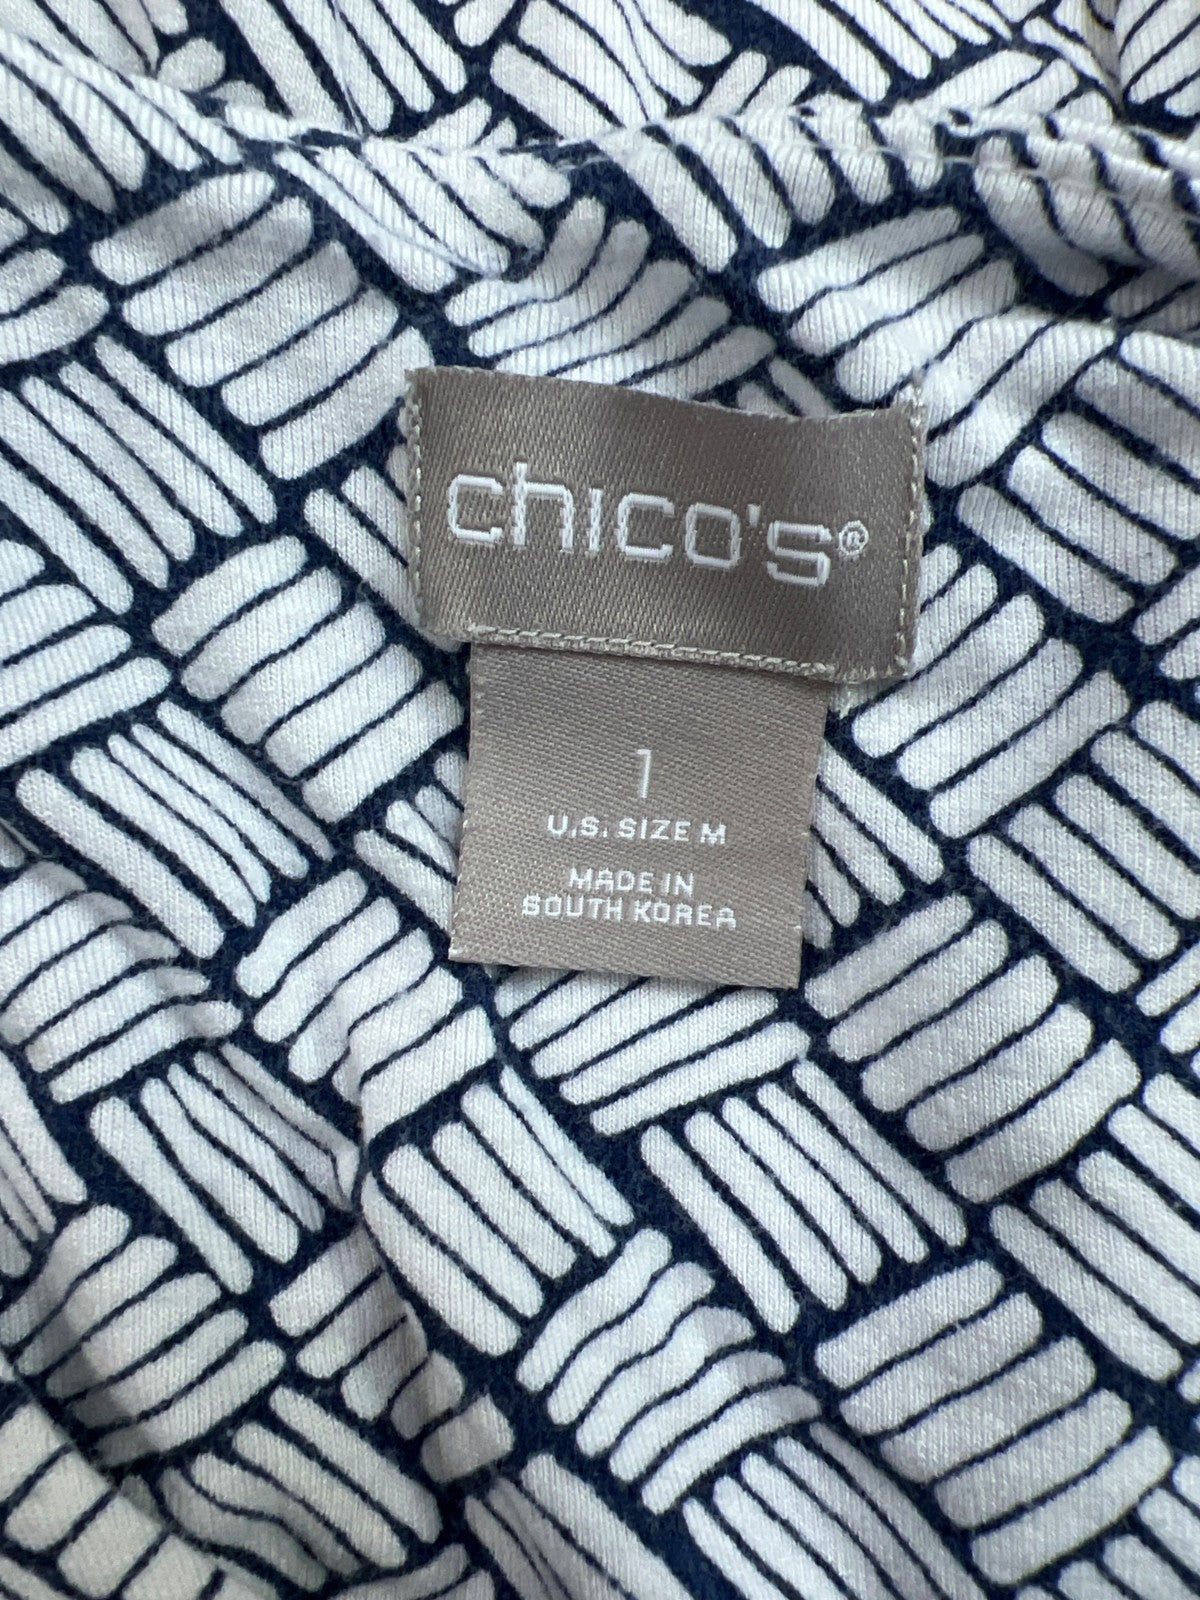 chico's®
1
U.S. SIZE M
MADE IN
SOUTH KOREA